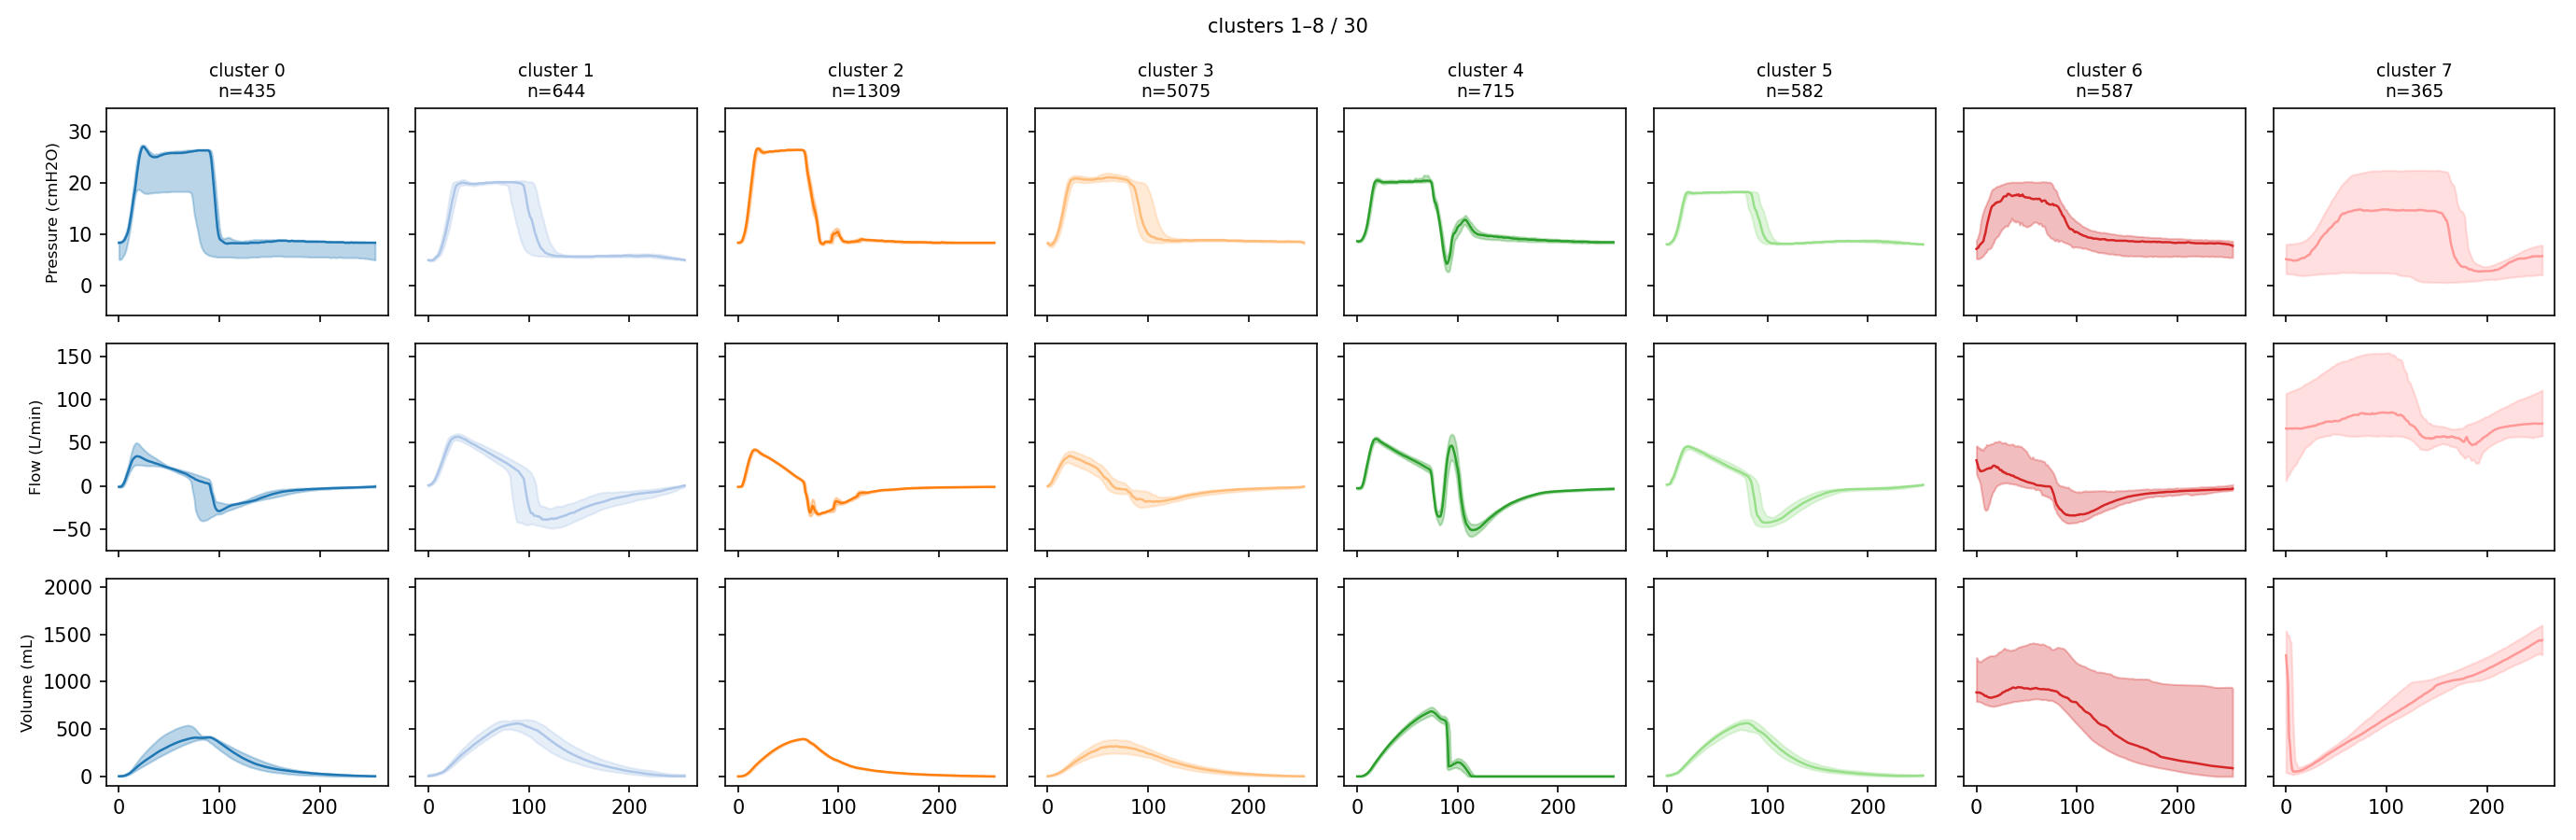 clusters 1–8 / 30
cluster 0
n=435
cluster 1
n=644
cluster 2
n=1309
cluster 3
n=5075
cluster 4
n=715
cluster 5
n=582
cluster 6
n=587
cluster 7
n=365
Pressure (cmH2O)
30
20
10
0
Flow (L/min)
150
100
50
0
−50
Volume (mL)
2000
1500
1000
500
0
0 100 200
0 100 200
0 100 200
0 100 200
0 100 200
0 100 200
0 100 200
0 100 200